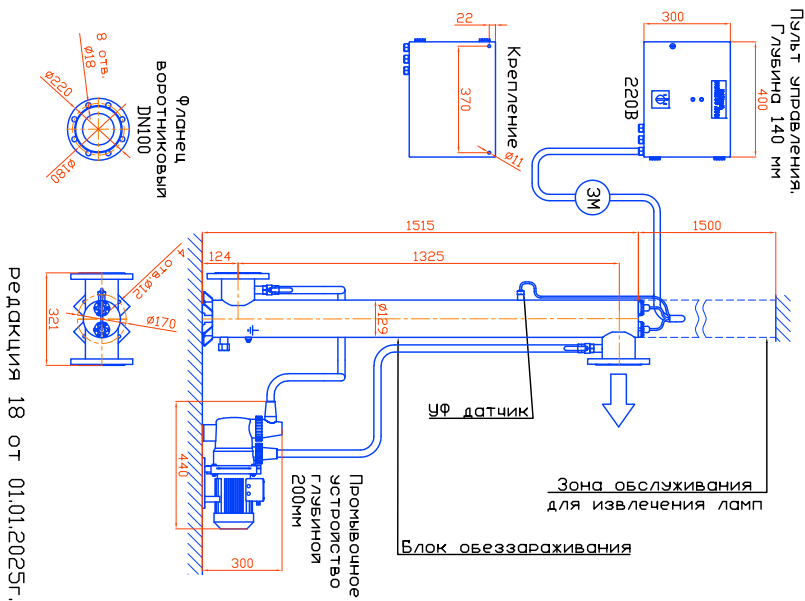 Пульт управления.
Глубина 140 мм
300
400
220В
3М
22
Крепление
370
Ø11
8 отв.
Ø18
Ø220
Ø180
Фланец
воротниковый
DN100
1515
1500
124
1325
4 отв.Ø12
321
Ø170
Ø129
УФ датчик
Зона обслуживания
для извлечения ламп
440
Промывочное
устройство
глубиной
200мм
300
Блок обеззараживания
редакция 18 от 01.01.2025г.